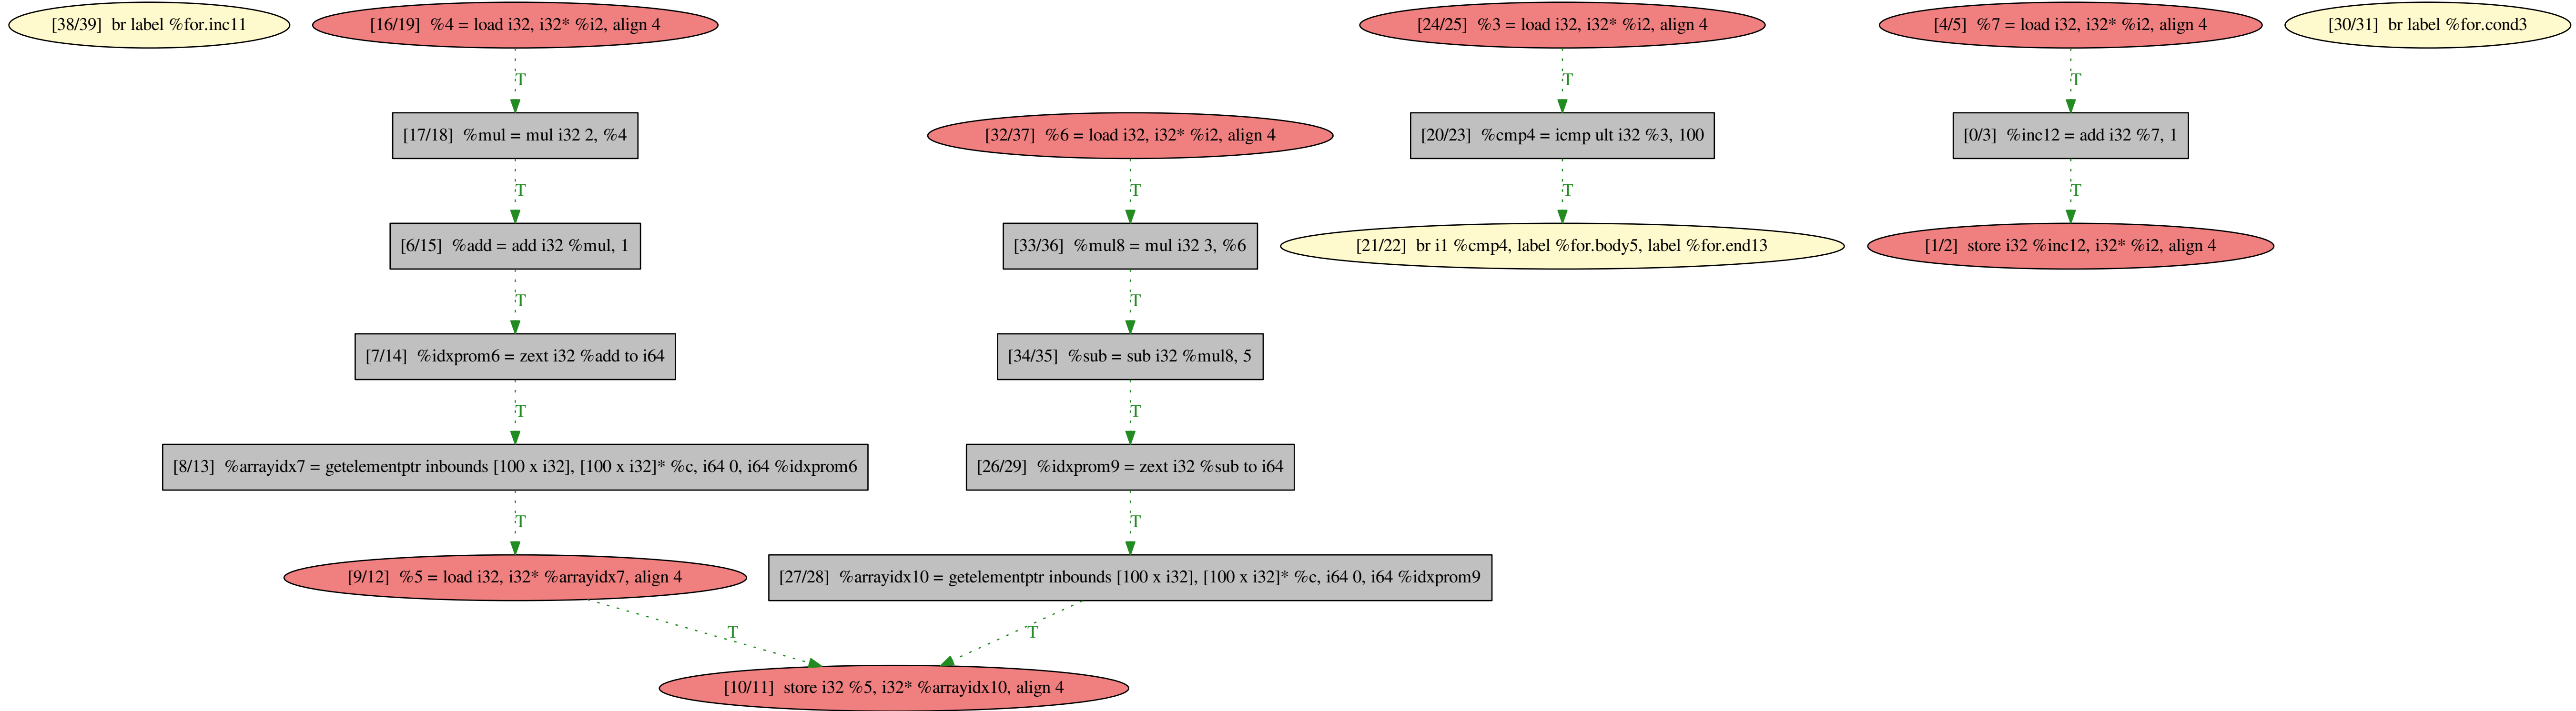 [38/39]  br label %for.inc11
[16/19]  %4 = load i32, i32* %i2, align 4
[24/25]  %3 = load i32, i32* %i2, align 4
[4/5]  %7 = load i32, i32* %i2, align 4
[30/31]  br label %for.cond3
T
T
T
[17/18]  %mul = mul i32 2, %4
[32/37]  %6 = load i32, i32* %i2, align 4
[20/23]  %cmp4 = icmp ult i32 %3, 100
[0/3]  %inc12 = add i32 %7, 1
T
T
T
T
[6/15]  %add = add i32 %mul, 1
[33/36]  %mul8 = mul i32 3, %6
[21/22]  br i1 %cmp4, label %for.body5, label %for.end13
[1/2]  store i32 %inc12, i32* %i2, align 4
T
T
[7/14]  %idxprom6 = zext i32 %add to i64
[34/35]  %sub = sub i32 %mul8, 5
T
T
[8/13]  %arrayidx7 = getelementptr inbounds [100 x i32], [100 x i32]* %c, i64 0, i64 %idxprom6
[26/29]  %idxprom9 = zext i32 %sub to i64
T
T
[9/12]  %5 = load i32, i32* %arrayidx7, align 4
[27/28]  %arrayidx10 = getelementptr inbounds [100 x i32], [100 x i32]* %c, i64 0, i64 %idxprom9
T
T
[10/11]  store i32 %5, i32* %arrayidx10, align 4